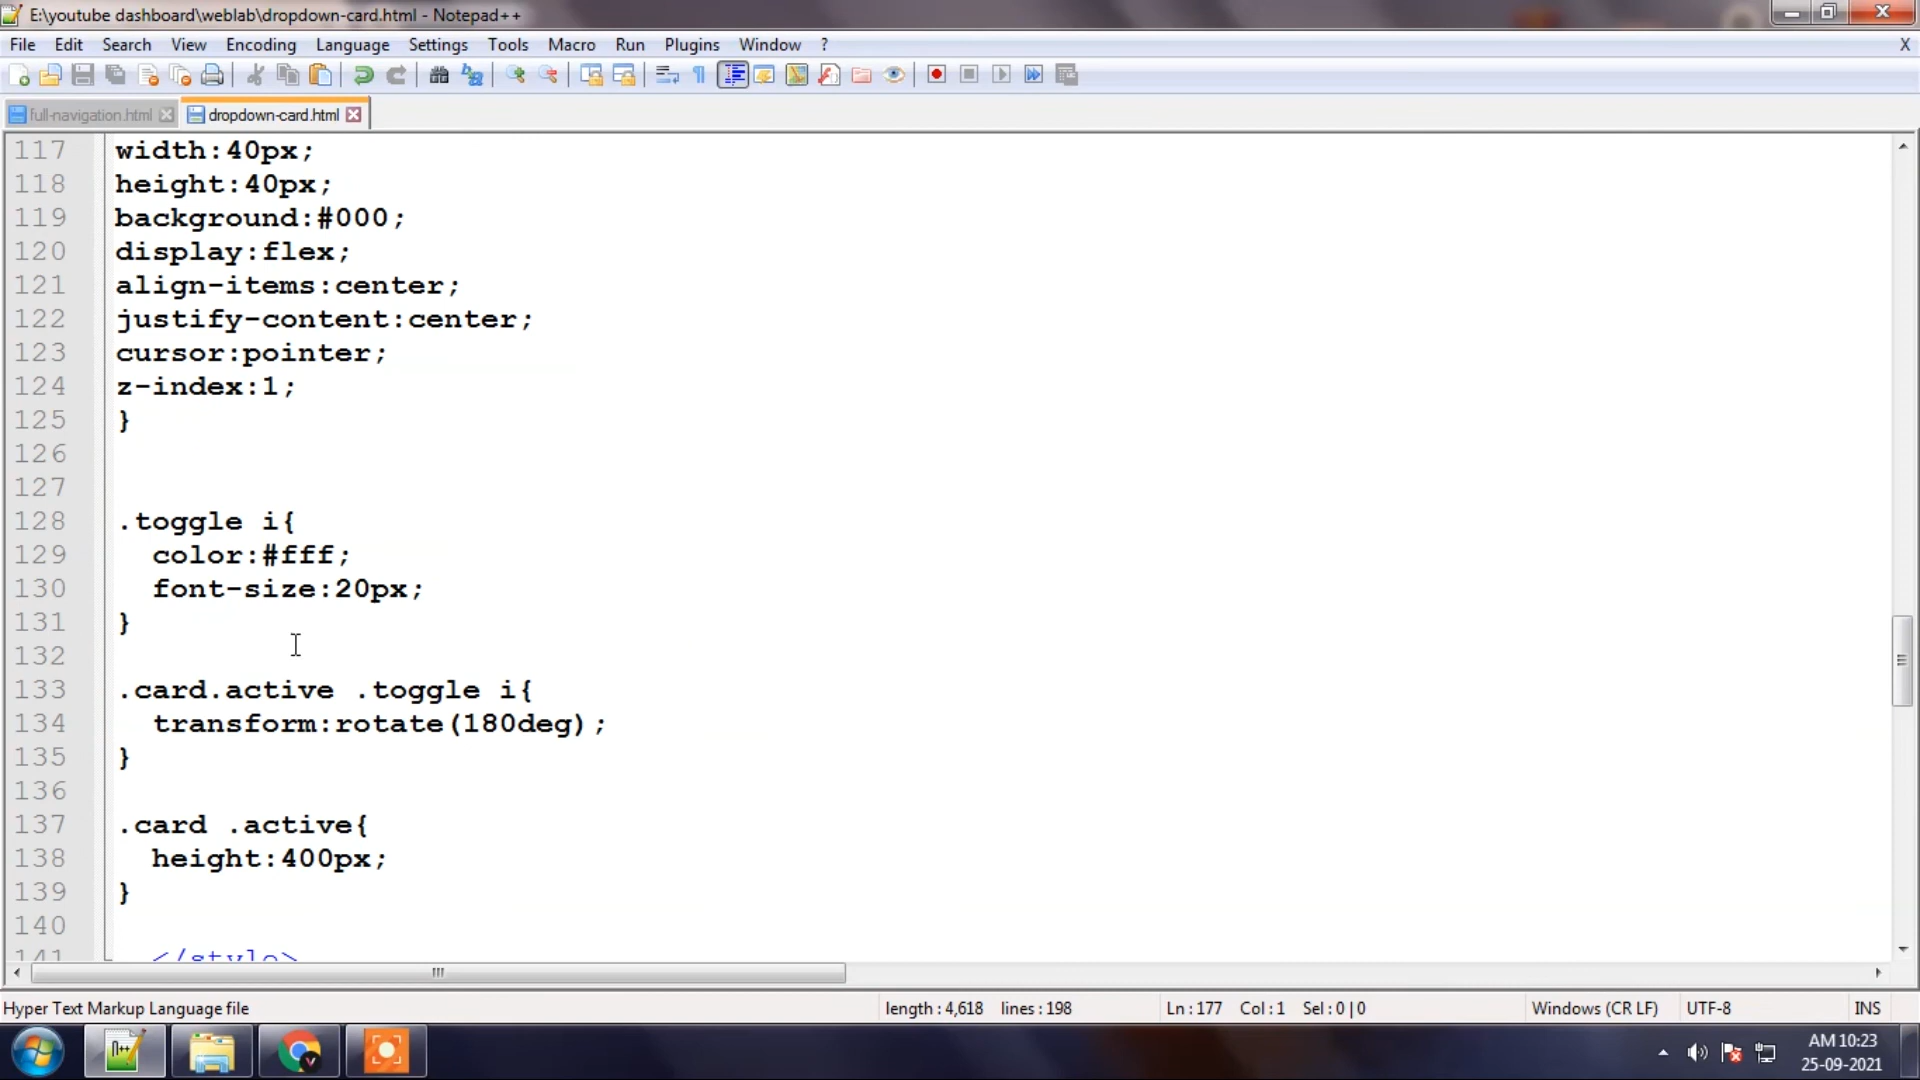 E:\youtube dashboard\weblab\dropdown-card.html - Notepad++
File Edit Search View Encoding Language Settings Tools Macro Run Plugins Window ? X
full-navigation.html dropdown-card.html
117 width:40px;
118 height:40px;
119 background:#000;
120 display:flex;
121 align-items:center;
122 justify-content:center;
123 cursor:pointer;
124 z-index:1;
125 }
126
127
128 .toggle i{
129 color:#fff;
130 font-size:20px;
131 }
132
133 .card.active .toggle i{
134 transform:rotate(180deg);
135 }
136
137 .card .active{
138 height:400px;
139 }
140
141 </style>
Hyper Text Markup Language file length : 4,618 lines : 198 Ln : 177 Col : 1 Sel : 0 | 0 Windows (CR LF) UTF-8 INS
AM 10:23
25-09-2021